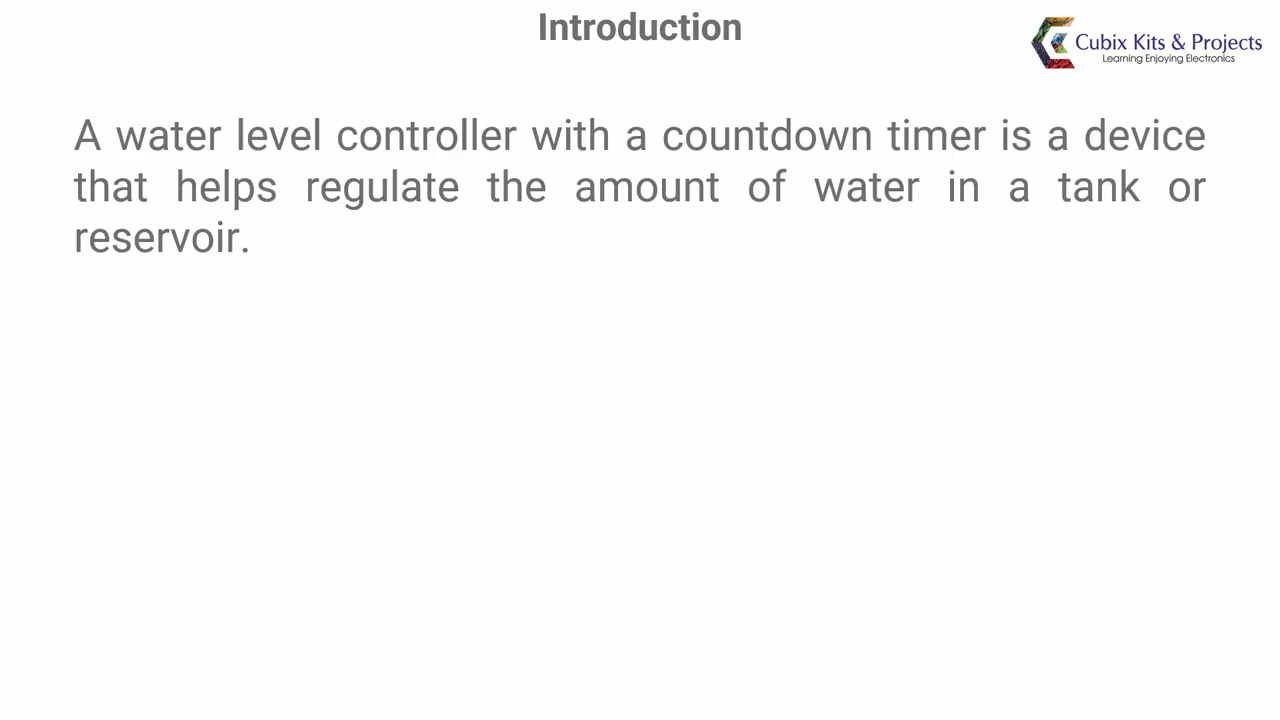 Introduction
Cubix Kits & Projects
Learning Enjoying Electronics
A water level controller with a countdown timer is a device
that helps regulate the amount of water in a tank or
reservoir.